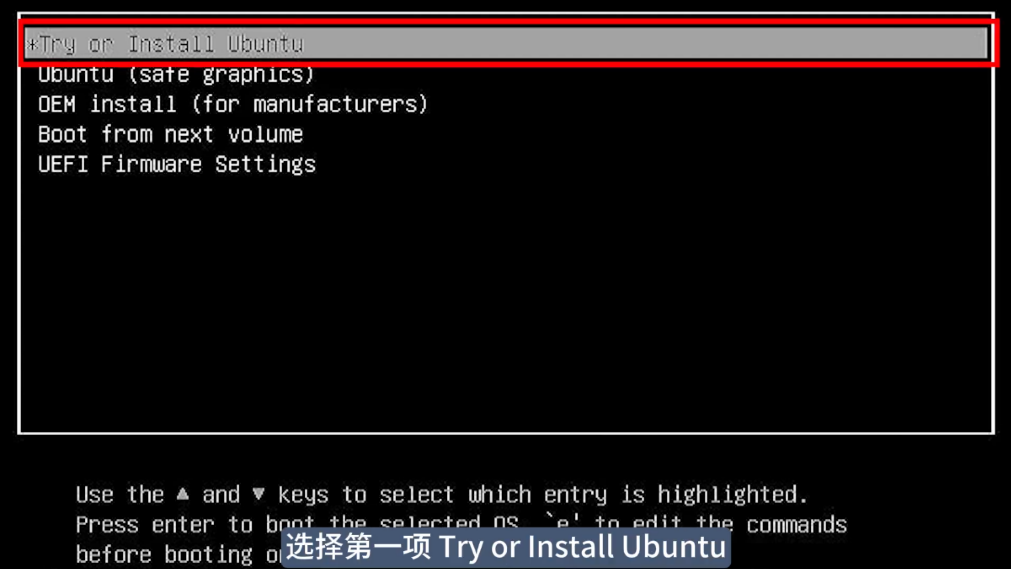 *Try or Install Ubuntu
Ubuntu (safe graphics)
OEM install (for manufacturers)
Boot from next volume
UEFI Firmware Settings
Use the ▲ and ▼ keys to select which entry is highlighted.
Press enter to boot the selected OS, `e' to edit the commands
before booting
选择第一项 Try or Install Ubuntu